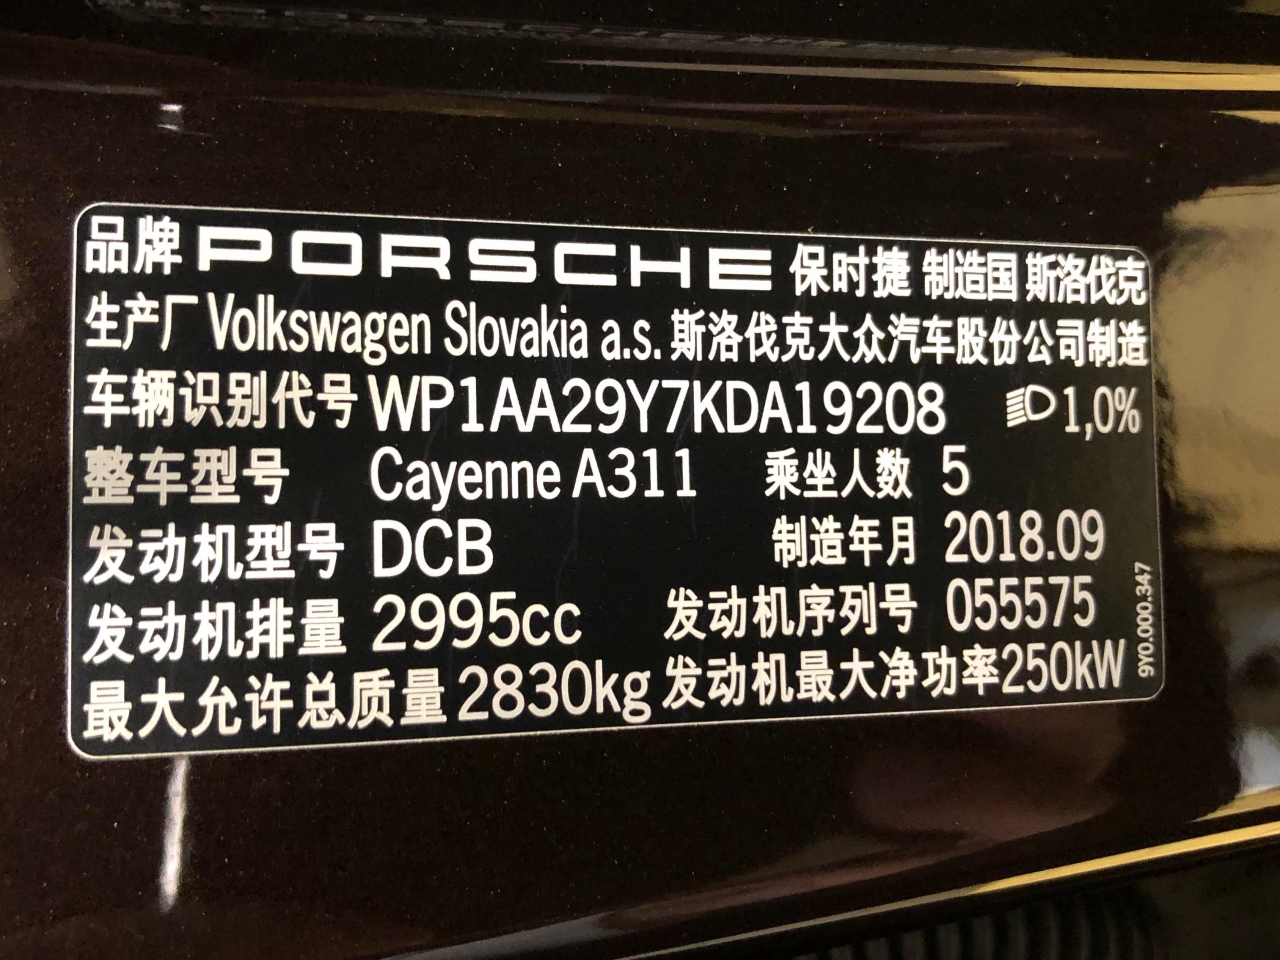 品牌 PORSCHE 保时捷 制造国 斯洛伐克
生产厂 Volkswagen Slovakia a.s. 斯洛伐克大众汽车股份公司制造
车辆识别代号 WP1AA29Y7KDA19208 1,0%
整车型号 Cayenne A311 乘坐人数 5
发动机型号 DCB 制造年月 2018.09
发动机排量 2995cc 发动机序列号 055575
最大允许总质量 2830kg 发动机最大净功率 250kW
9Y0.000.347